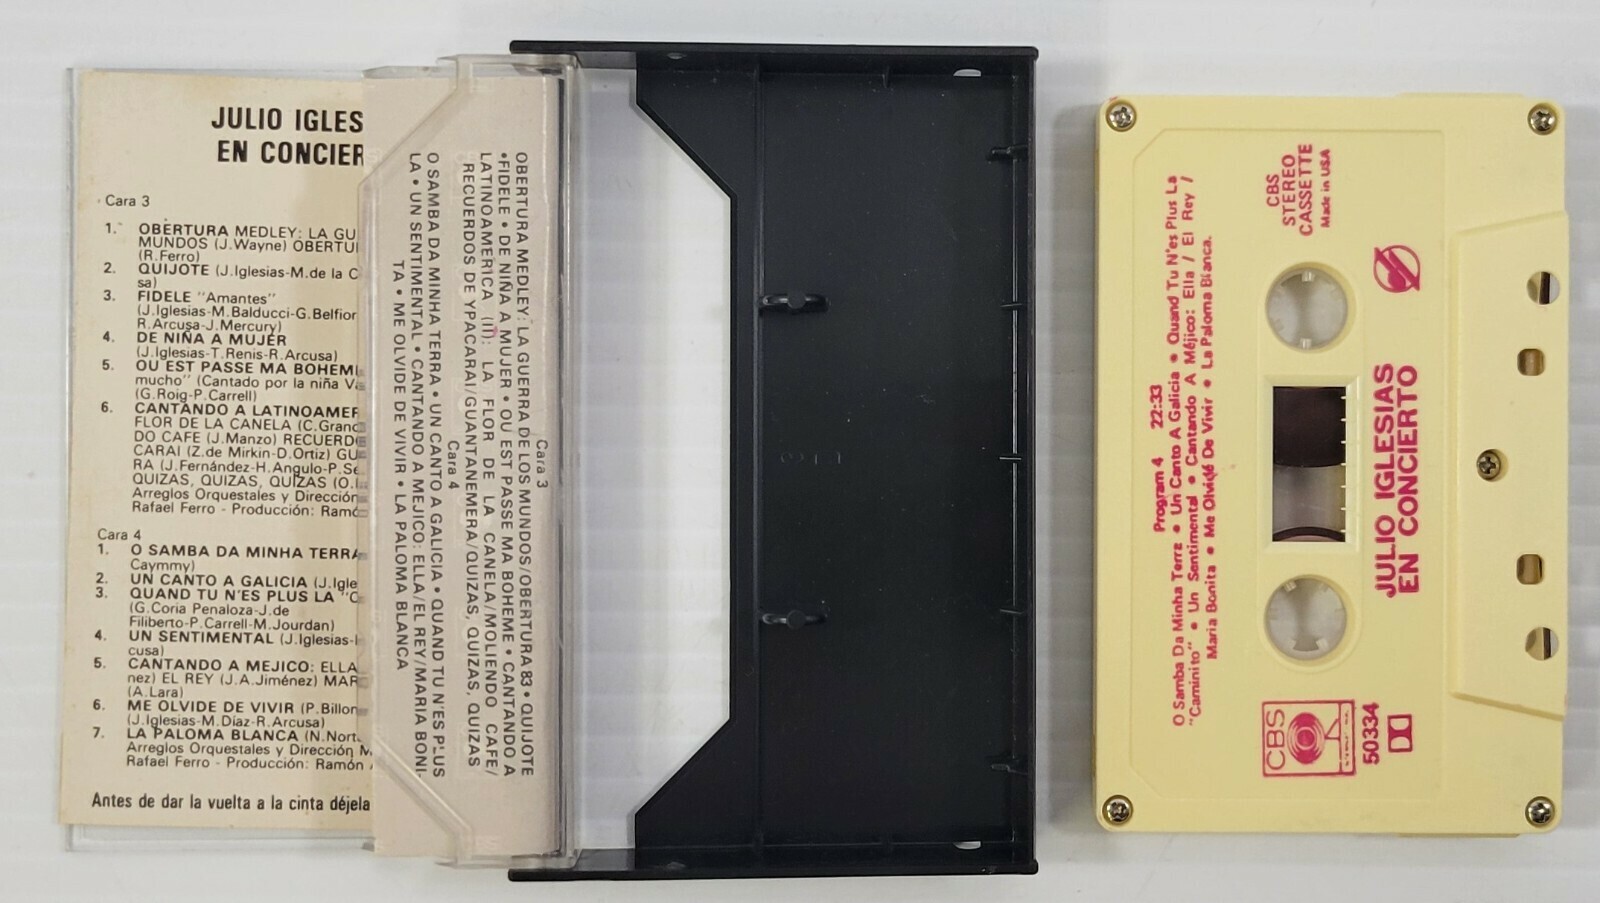 JULIO IGLES
EN CONCIER
Cara 3
1. OBERTURA MEDLEY: LA GU
MUNDOS (J.Wayne) OBERTU
(R.Ferro)
2. QUIJOTE (J.Iglesias-M.de la C
sa)
3. FIDELE "Amantes"
(J.Iglesias-M.Balducci-G.Belfior
R.Arcusa-J.Mercury)
4. DE NIÑA A MUJER
(J.Iglesias-T.Renis-R.Arcusa)
5. OU EST PASSE MA BOHEM
mucho" (Cantado por la niña V
(G.Roig-P.Carrell)
6. CANTANDO A LATINOAMER
FLOR DE LA CANELA (C.Granc
DO CAFE (J.Manzo) RECUERD
CARAI (Z.de Mirkin-D.Ortiz) GU
RA (J.Fernández-H.Angulo-P.Se
QUIZAS, QUIZAS, QUIZAS (O.
Arreglos Orquestales y Dirección
Rafael Ferro - Producción: Ramó
Cara 4
1. O SAMBA DA MINHA TERRA
Caymmy)
2. UN CANTO A GALICIA (J.Igle
3. QUAND TU N'ES PLUS LA "C
(G.Coria Penaloza-J.de
Filiberto-P.Carrell-M.Jourdan)
4. UN SENTIMENTAL (J.Iglesias-
cusa)
5. CANTANDO A MEJICO: ELLA
nez) EL REY (J.A.Jiménez) MAR
(A.Lara)
6. ME OLVIDE DE VIVIR (P.Billon
(J.Iglesias-M.Díaz-R.Arcusa)
7. LA PALOMA BLANCA (N.Norte
Arreglos Orquestales y Dirección M
Rafael Ferro - Producción: Ramón
Antes de dar la vuelta a la cinta déjela
Cara 3
OBERTURA MEDLEY: LA GUERRA DE LOS MUNDOS/OBERTURA 83 • QUIJOTE
• FIDELE • DE NIÑA A MUJER • OU EST PASSE MA BOHEME • CANTANDO A
LATINOAMERICA (II): LA FLOR DE LA CANELA/MOLIENDO CAFE/
RECUERDOS DE YPACARAI/GUANTANEMERA/QUIZAS, QUIZAS, QUIZAS
Cara 4
O SAMBA DA MINHA TERRA • UN CANTO A GALICIA • QUAND TU N'ES PLUS
LA • UN SENTIMENTAL • CANTANDO A MEJICO: ELLA/EL REY/MARIA BONI-
TA • ME OLVIDE DE VIVIR • LA PALOMA BLANCA
CBS
STEREO
CASSETTE
Made in USA
JULIO IGLESIAS
EN CONCIERTO
CBS
50334
Program 4 22:33
O Samba Da Minha Terra • Un Canto A Galicia • Quand Tu N'es Plus La
"Caminito" • Un Sentimental • Cantando A Méjico: Ella / El Rey /
Maria Bonita • Me Olvidé De Vivir • La Paloma Blanca.